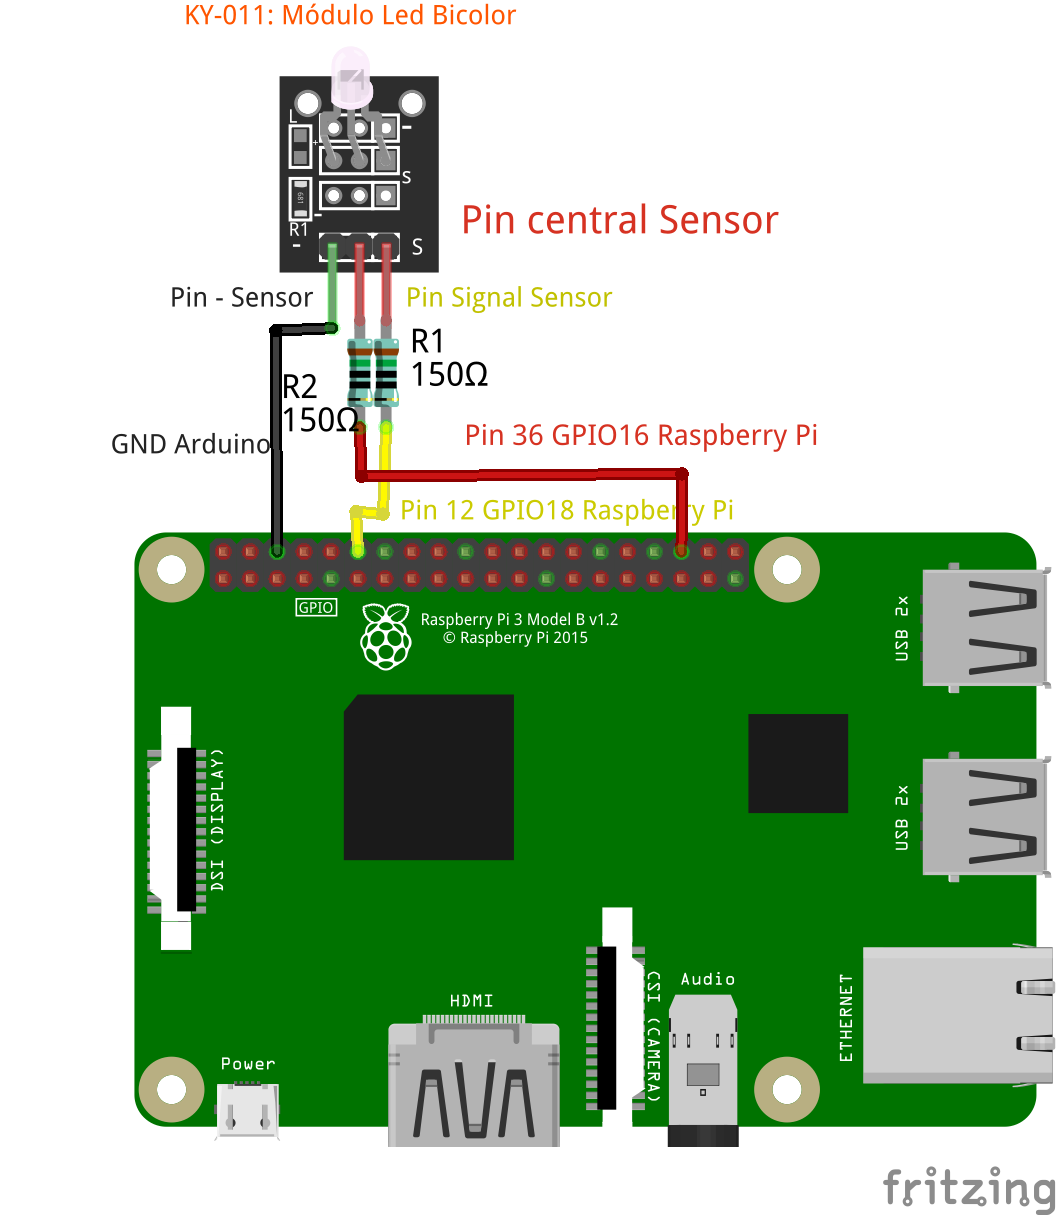 KY-011: Módulo Led Bicolor
L
+
-
S
681
-
R1
-
S
Pin central Sensor
Pin - Sensor
Pin Signal Sensor
R1
150Ω
R2
150Ω
GND Arduino
Pin 36 GPIO16 Raspberry Pi
Pin 12 GPIO18 Raspberry Pi
GPIO
Raspberry Pi 3 Model B v1.2
© Raspberry Pi 2015
USB 2x
DSI (DISPLAY)
USB 2x
HDMI
CSI (CAMERA)
Audio
ETHERNET
Power
fritzing